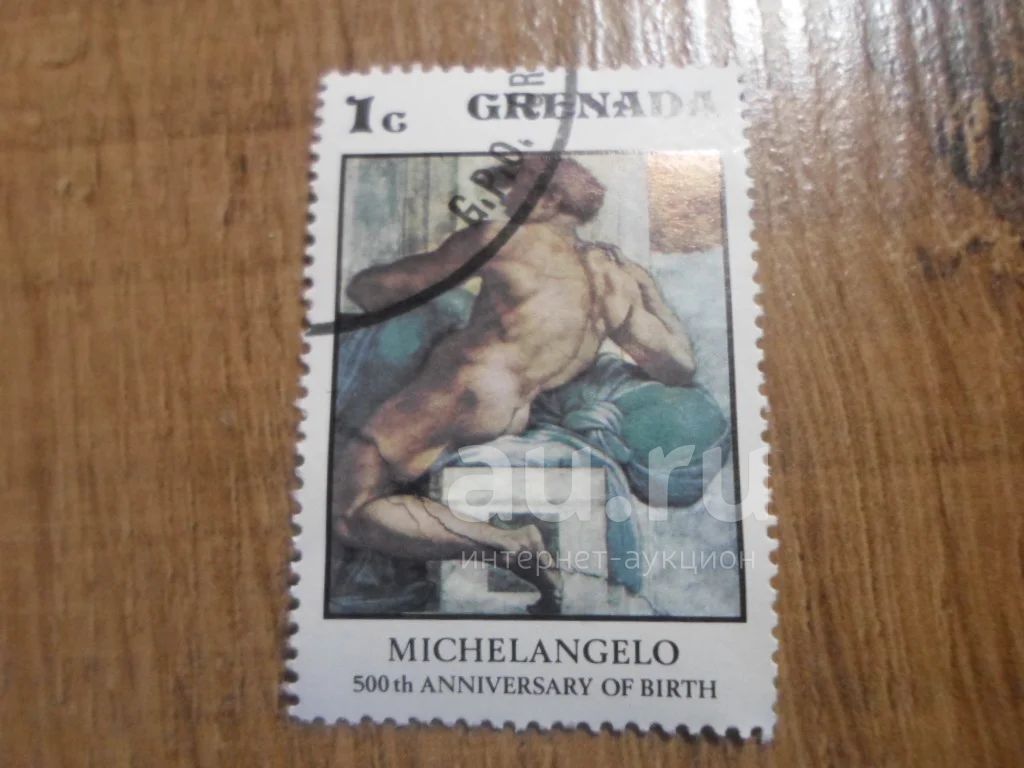 1c GRENADA
G.P.O. R
au.ru
интернет-аукцион
MICHELANGELO
500th ANNIVERSARY OF BIRTH